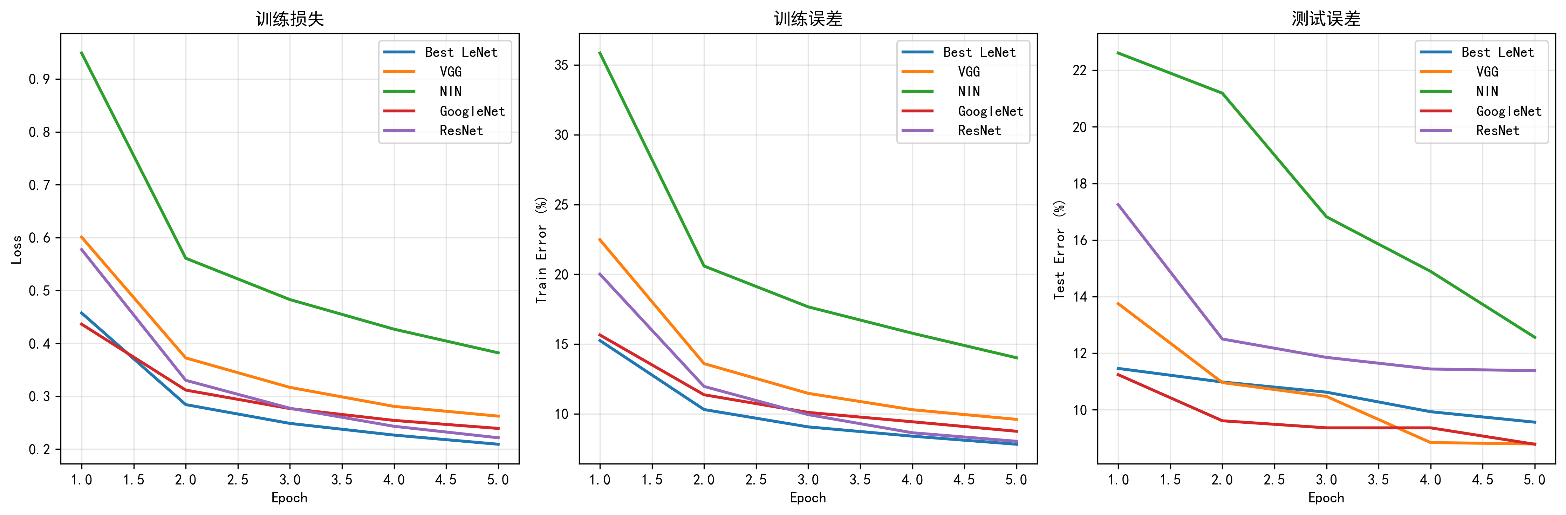 训练损失
Loss
0.9
0.8
0.7
0.6
0.5
0.4
0.3
0.2
1.0 1.5 2.0 2.5 3.0 3.5 4.0 4.5 5.0
Epoch
Best LeNet
VGG
NIN
GoogleNet
ResNet
训练误差
Train Error (%)
35
30
25
20
15
10
1.0 1.5 2.0 2.5 3.0 3.5 4.0 4.5 5.0
Epoch
Best LeNet
VGG
NIN
GoogleNet
ResNet
测试误差
Test Error (%)
22
20
18
16
14
12
10
1.0 1.5 2.0 2.5 3.0 3.5 4.0 4.5 5.0
Epoch
Best LeNet
VGG
NIN
GoogleNet
ResNet